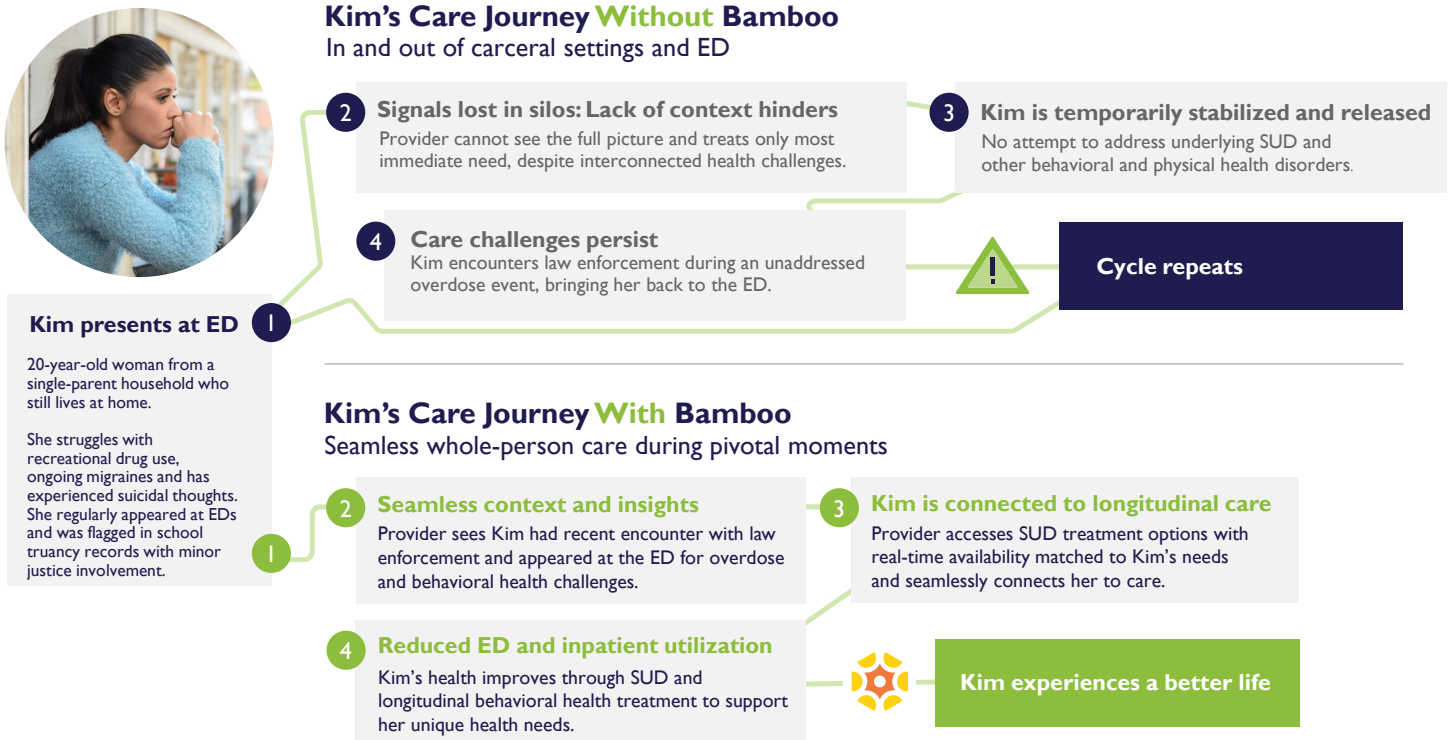 Kim's Care Journey Without Bamboo
In and out of carceral settings and ED
2
Signals lost in silos: Lack of context hinders
Provider cannot see the full picture and treats only most
immediate need, despite interconnected health challenges.
3
Kim is temporarily stabilized and released
No attempt to address underlying SUD and
other behavioral and physical health disorders.
4
Care challenges persist
Kim encounters law enforcement during an unaddressed
overdose event, bringing her back to the ED.
!
Cycle repeats
Kim presents at ED
1
20-year-old woman from a
single-parent household who
still lives at home.
She struggles with
recreational drug use,
ongoing migraines and has
experienced suicidal thoughts.
She regularly appeared at EDs
and was flagged in school
truancy records with minor
justice involvement.
1
Kim's Care Journey With Bamboo
Seamless whole-person care during pivotal moments
2
Seamless context and insights
Provider sees Kim had recent encounter with law
enforcement and appeared at the ED for overdose
and behavioral health challenges.
3
Kim is connected to longitudinal care
Provider accesses SUD treatment options with
real-time availability matched to Kim's needs
and seamlessly connects her to care.
4
Reduced ED and inpatient utilization
Kim's health improves through SUD and
longitudinal behavioral health treatment to support
her unique health needs.
Kim experiences a better life